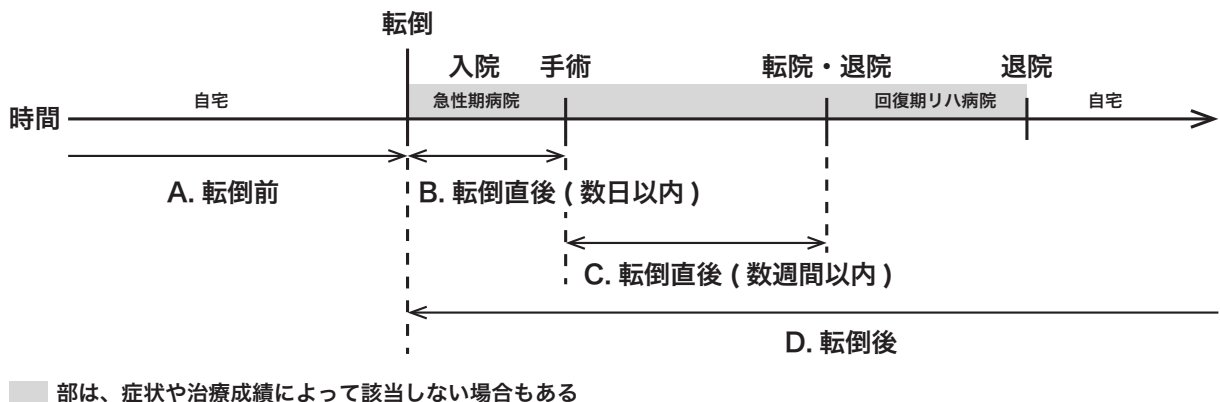 転倒
入院 手術 転院・退院 退院
自宅 急性期病院 回復期リハ病院 自宅
時間
A. 転倒前 B. 転倒直後 ( 数日以内 )
C. 転倒直後 ( 数週間以内 )
D. 転倒後
部は、症状や治療成績によって該当しない場合もある